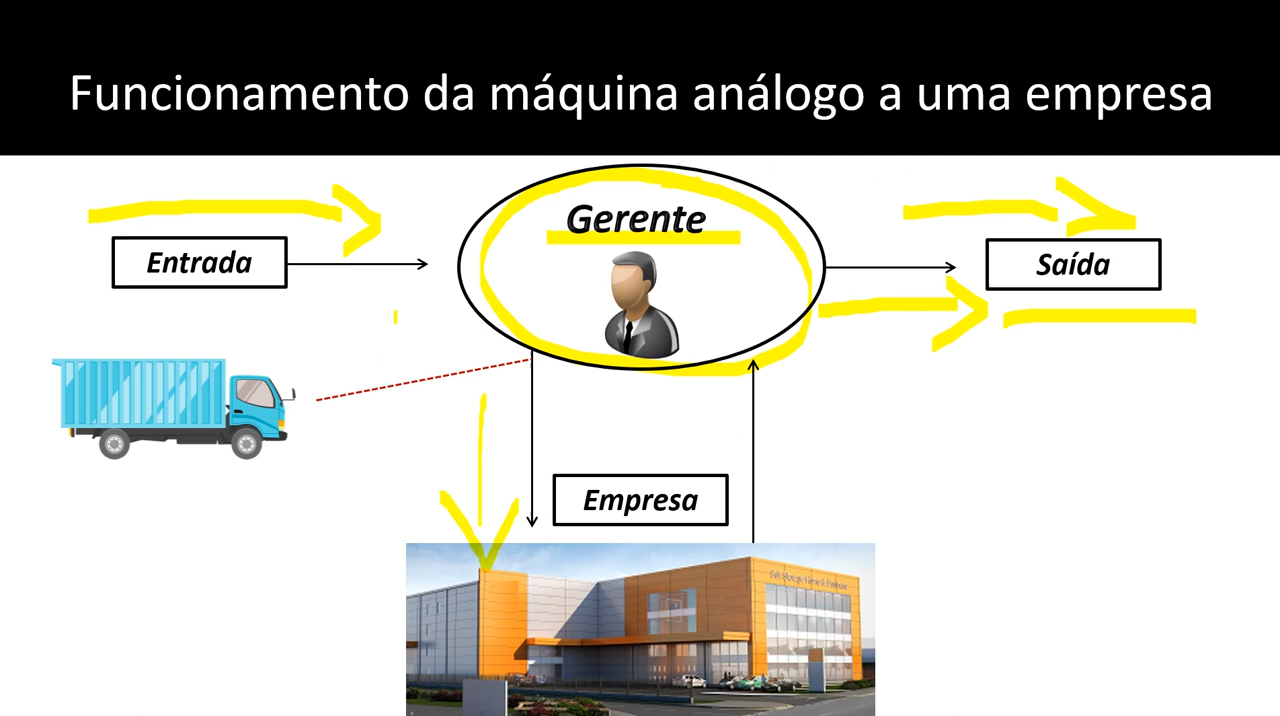 Funcionamento da máquina análogo a uma empresa
Gerente
Entrada
Saída
Empresa